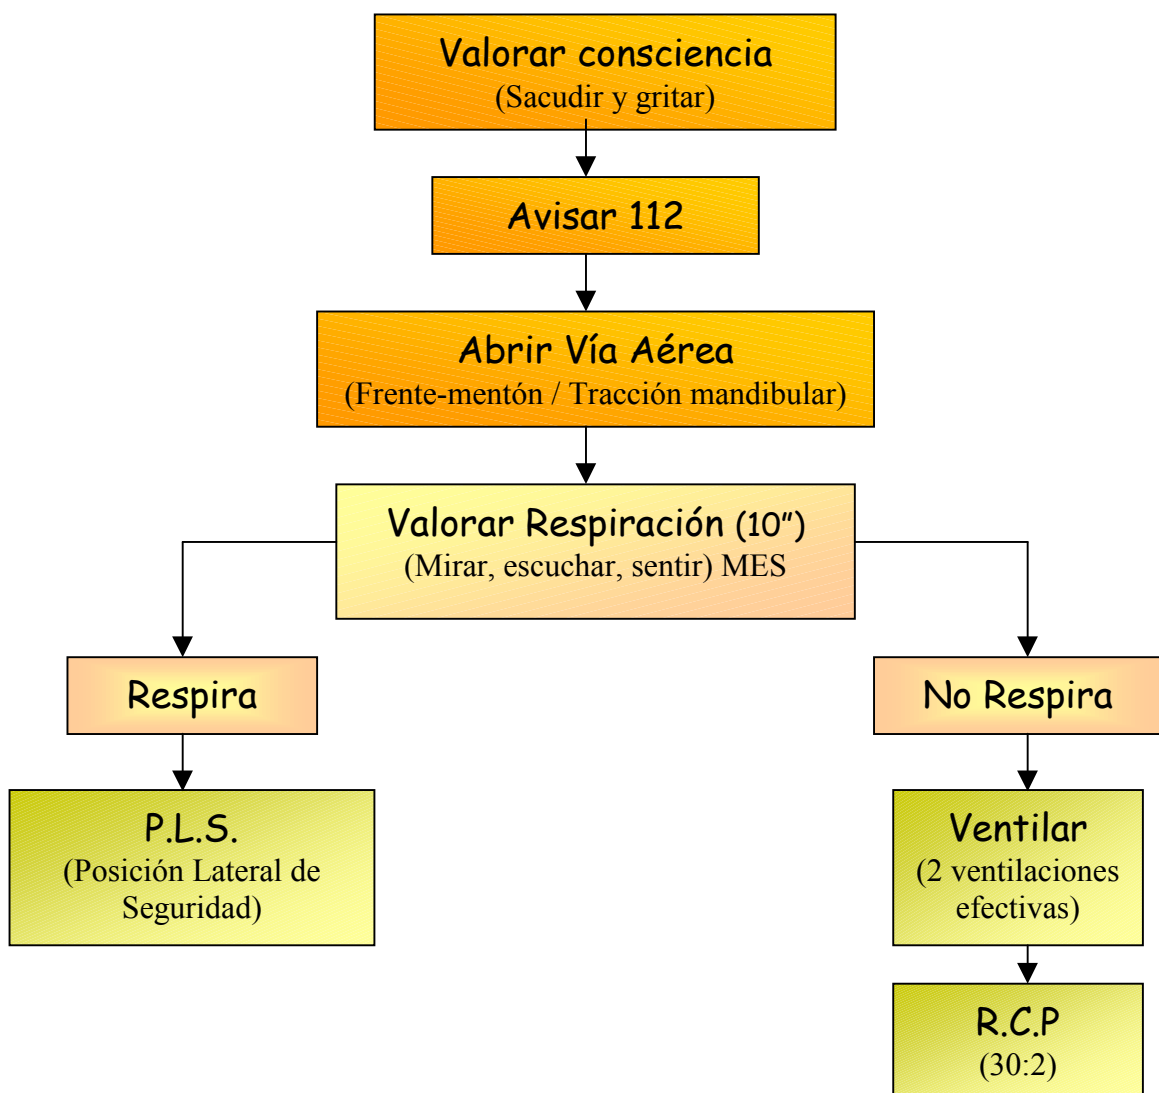 Valorar consciencia
(Sacudir y gritar)
Avisar 112
Abrir Vía Aérea
(Frente-mentón / Tracción mandibular)
Valorar Respiración (10”)
(Mirar, escuchar, sentir) MES
Respira
No Respira
P.L.S.
(Posición Lateral de
Seguridad)
Ventilar
(2 ventilaciones
efectivas)
R.C.P
(30:2)